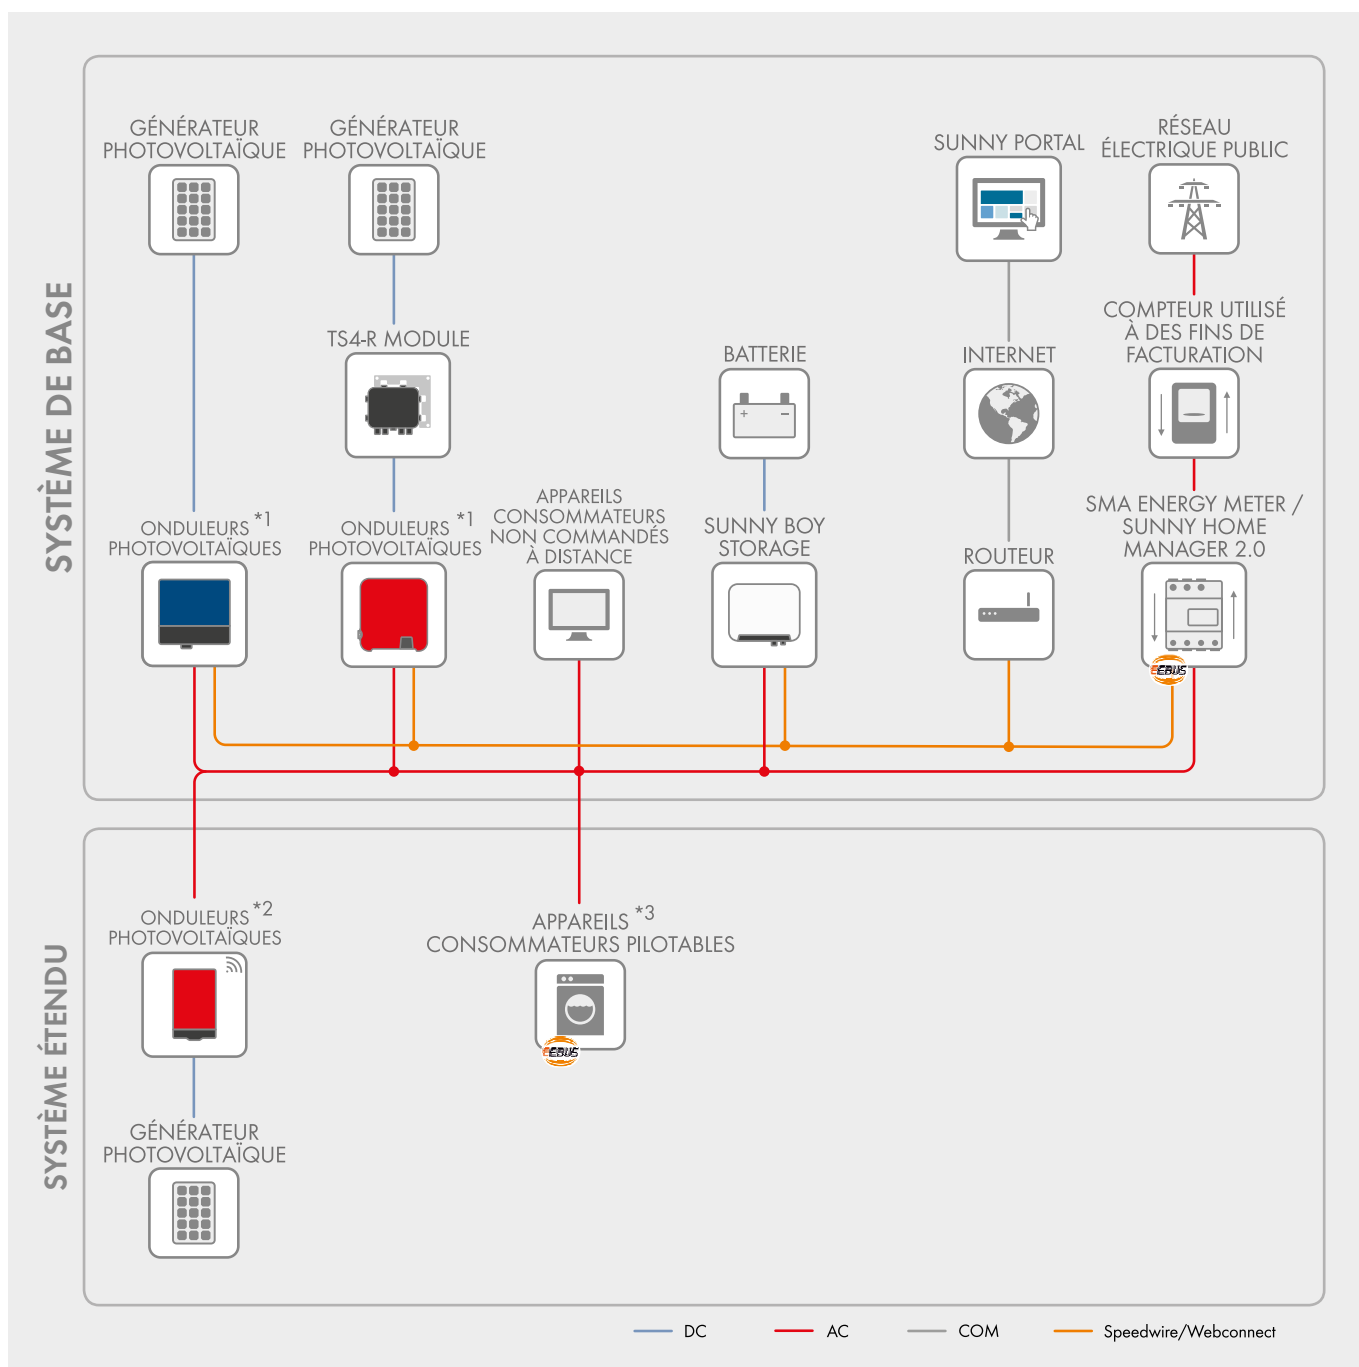 SYSTÈME DE BASE
GÉNÉRATEUR
PHOTOVOLTAÏQUE
GÉNÉRATEUR
PHOTOVOLTAÏQUE
SUNNY PORTAL
RÉSEAU
ÉLECTRIQUE PUBLIC
TS4-R MODULE
BATTERIE
INTERNET
COMPTEUR UTILISÉ
À DES FINS DE
FACTURATION
ONDULEURS *1
PHOTOVOLTAÏQUES
ONDULEURS *1
PHOTOVOLTAÏQUES
APPAREILS
CONSOMMATEURS
NON COMMANDÉS
À DISTANCE
SUNNY BOY
STORAGE
ROUTEUR
SMA ENERGY METER /
SUNNY HOME
MANAGER 2.0
EEBUS
SYSTÈME ÉTENDU
ONDULEURS *2
PHOTOVOLTAÏQUES
APPAREILS *3
CONSOMMATEURS PILOTABLES
EEBUS
GÉNÉRATEUR
PHOTOVOLTAÏQUE
DC
AC
COM
Speedwire/Webconnect